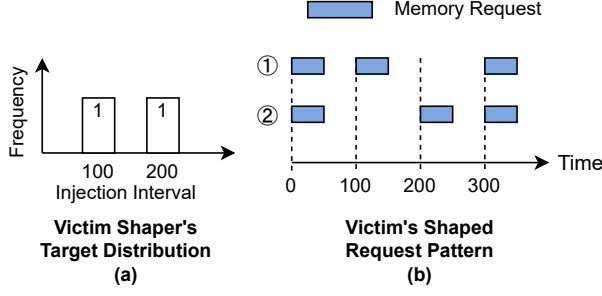 Memory Request
Frequency
1
1
100
200
Injection Interval
Victim Shaper's
Target Distribution
(a)
①
②
0
100
200
300
Time
Victim's Shaped
Request Pattern
(b)